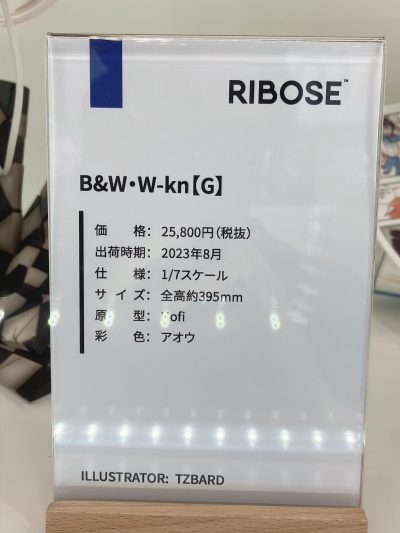 RIBOSE™
B&W・W-kn【G】
価格: 25,800円(税抜)
出荷時期: 2023年8月
仕様: 1/7スケール
サイズ: 全高約395mm
原型:
彩色: アオウ
ILLUSTRATOR: TZBARD